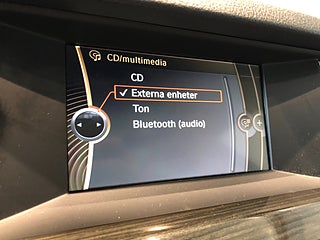 CD/multimedia
CD
Externa enheter
Ton
Bluetooth (audio)